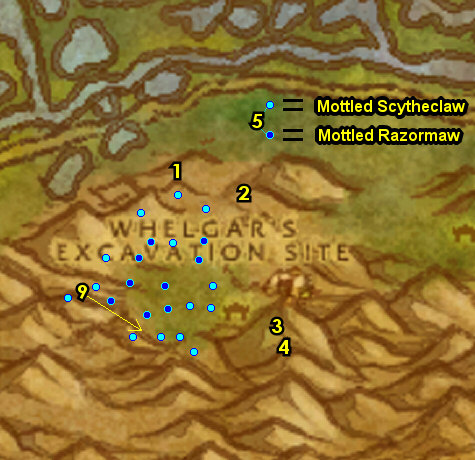 = Mottled Scytheclaw
5
= Mottled Razormaw
1
2
WHELGAR'S
EXCAVATION SITE
9
3
4